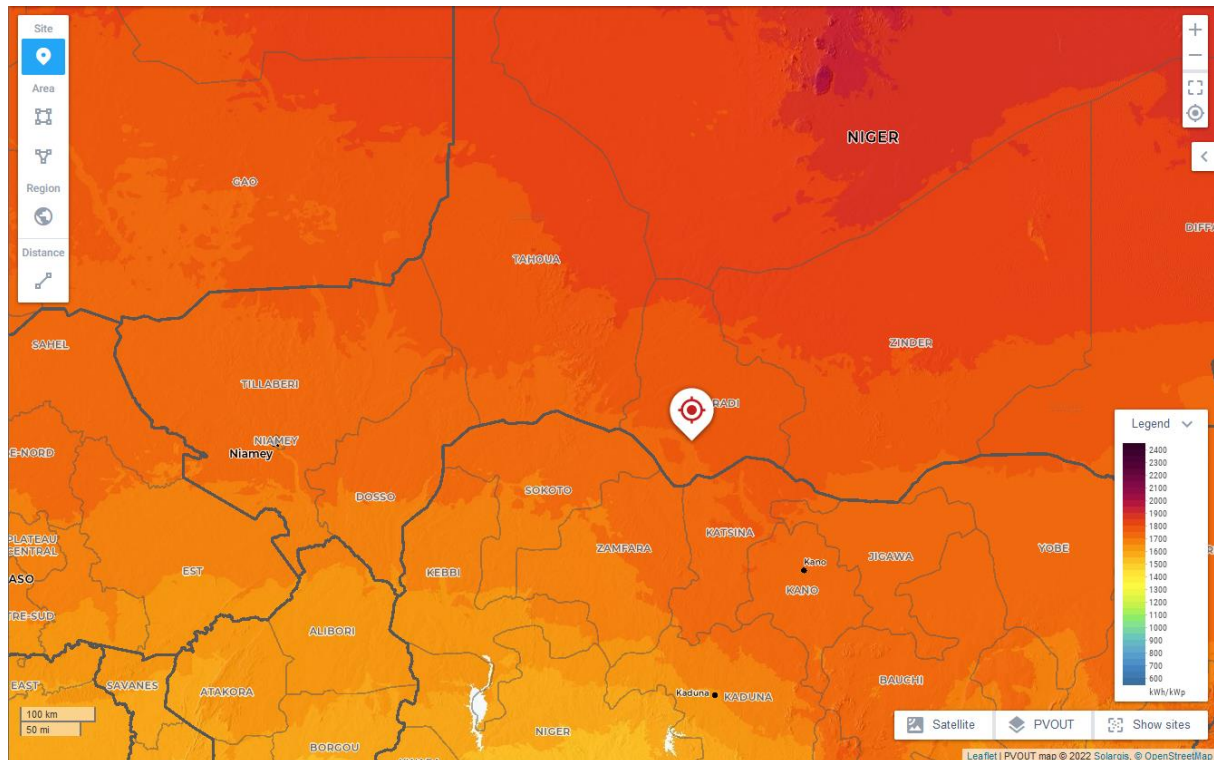 Site
Area
Region
Distance
NIGER
GAO
DIFF
TAHOUA
SAHEL
ZINDER
TILLABERI
RADI
E-NORD
NIAMEY
Niamey
DOSSO
SOKOTO
KATSINA
PLATEAU
CENTRAL
ZAMFARA
JIGAWA
YOBE
EST
KEBBI
Kano
KANO
ASO
TRE-SUD
ALIBORI
EAST
SAVANES
ATAKORA
Kaduna
KADUNA
BAUCHI
NIGER
BORGOU
Legend
2400
2300
2200
2100
2000
1900
1800
1700
1600
1500
1400
1300
1200
1100
1000
900
800
700
600
kWh/kWp
100 km
50 mi
Satellite
PVOUT
Show sites
Leaflet | PVOUT map © 2022 Solargis, © OpenStreetMap